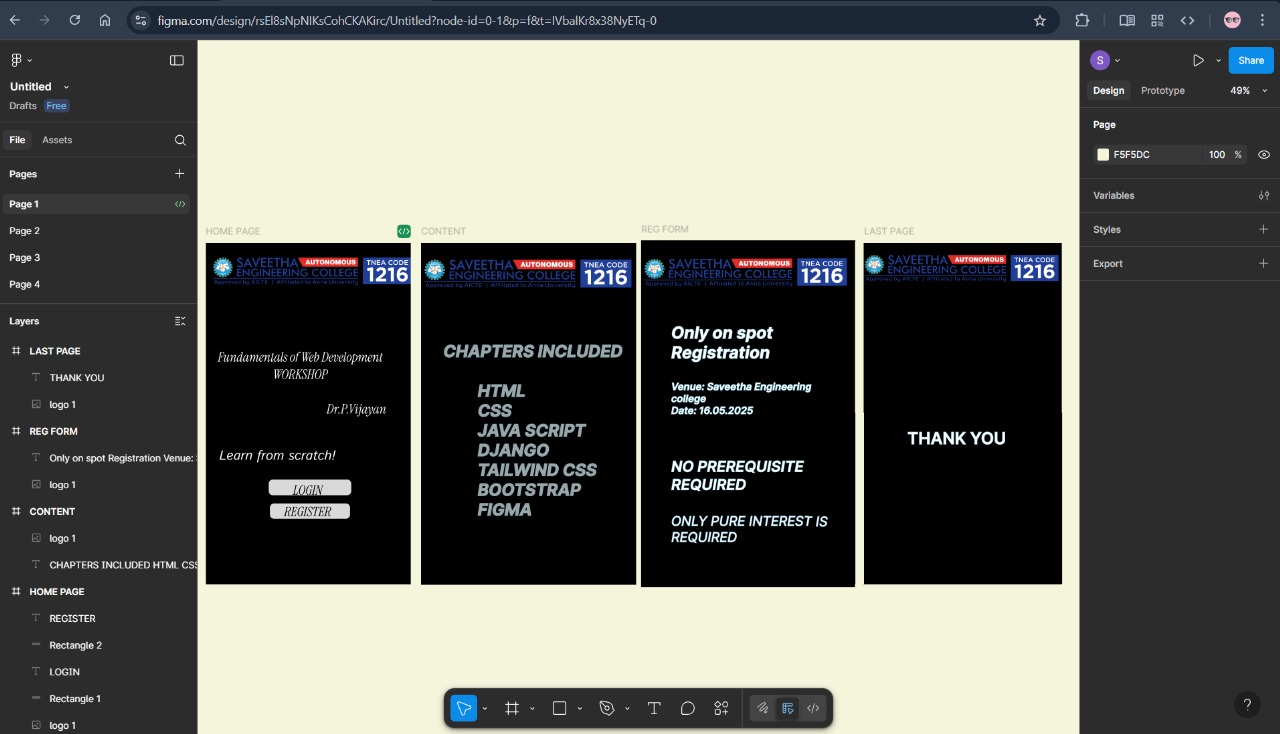 figma.com/design/rsEl8sNpNIKsCohCKAKirc/Untitled?node-id=0-1&p=f&t=IVbalKr8x38NyETq-0
Untitled
Drafts Free
File Assets
Pages
Page 1
Page 2
Page 3
Page 4
Layers
LAST PAGE
THANK YOU
logo 1
REG FORM
Only on spot Registration Venue:
logo 1
CONTENT
logo 1
CHAPTERS INCLUDED HTML CSS
HOME PAGE
REGISTER
Rectangle 2
LOGIN
Rectangle 1
logo 1
HOME PAGE
SAVEETHA AUTONOMOUS
ENGINEERING COLLEGE
Approved by AICTE | Affiliated to Anna University
TNEA CODE
1216
Fundamentals of Web Development
WORKSHOP
Dr.P.Vijayan
Learn from scratch!
LOGIN
REGISTER
CONTENT
SAVEETHA AUTONOMOUS
ENGINEERING COLLEGE
Approved by AICTE | Affiliated to Anna University
TNEA CODE
1216
CHAPTERS INCLUDED
HTML
CSS
JAVA SCRIPT
DJANGO
TAILWIND CSS
BOOTSTRAP
FIGMA
REG FORM
SAVEETHA AUTONOMOUS
ENGINEERING COLLEGE
Approved by AICTE | Affiliated to Anna University
TNEA CODE
1216
Only on spot
Registration
Venue: Saveetha Engineering
college
Date: 16.05.2025
NO PREREQUISITE
REQUIRED
ONLY PURE INTEREST IS
REQUIRED
LAST PAGE
SAVEETHA AUTONOMOUS
ENGINEERING COLLEGE
Approved by AICTE | Affiliated to Anna University
TNEA CODE
1216
THANK YOU
S
Share
Design Prototype 49%
Page
F5F5DC 100 %
Variables
Styles
Export
?